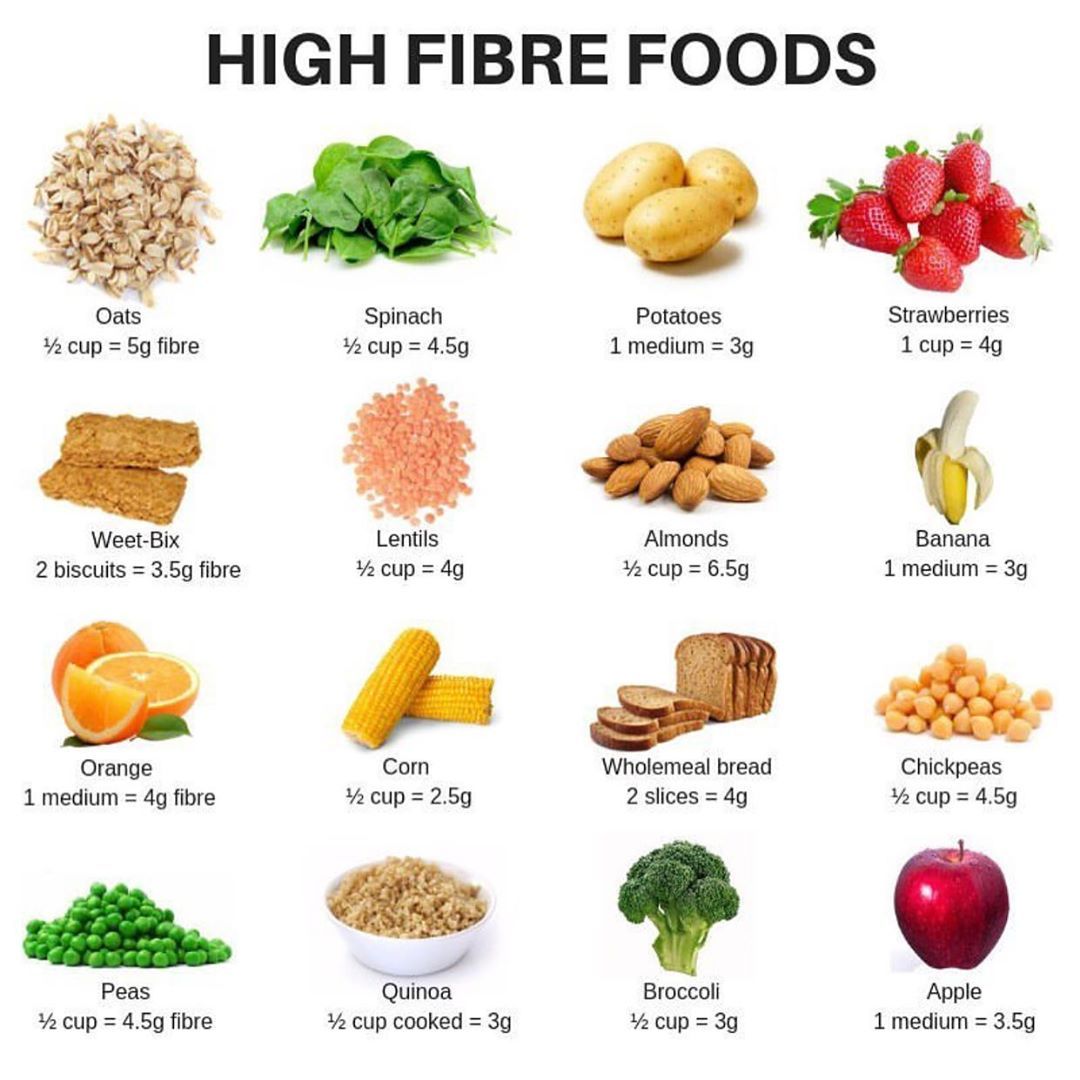 HIGH FIBRE FOODS
Oats
½ cup = 5g fibre
Spinach
½ cup = 4.5g
Potatoes
1 medium = 3g
Strawberries
1 cup = 4g
Weet-Bix
2 biscuits = 3.5g fibre
Lentils
½ cup = 4g
Almonds
½ cup = 6.5g
Banana
1 medium = 3g
Orange
1 medium = 4g fibre
Corn
½ cup = 2.5g
Wholemeal bread
2 slices = 4g
Chickpeas
½ cup = 4.5g
Peas
½ cup = 4.5g fibre
Quinoa
½ cup cooked = 3g
Broccoli
½ cup = 3g
Apple
1 medium = 3.5g